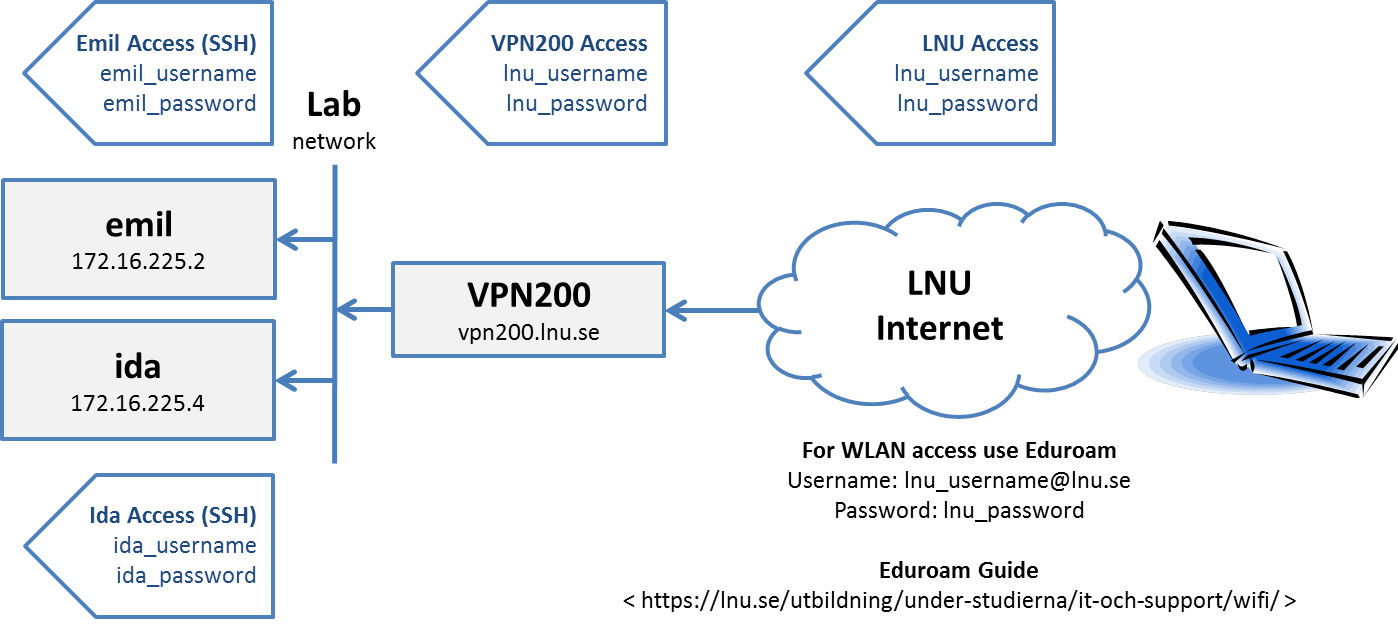 Emil Access (SSH)
emil_username
emil_password
VPN200 Access
lnu_username
lnu_password
LNU Access
lnu_username
lnu_password
Lab
network
emil
172.16.225.2
ida
172.16.225.4
VPN200
vpn200.lnu.se
LNU
Internet
For WLAN access use Eduroam
Username: lnu_username@lnu.se
Password: lnu_password
Ida Access (SSH)
ida_username
ida_password
Eduroam Guide
< https://lnu.se/utbildning/under-studierna/it-och-support/wifi/ >